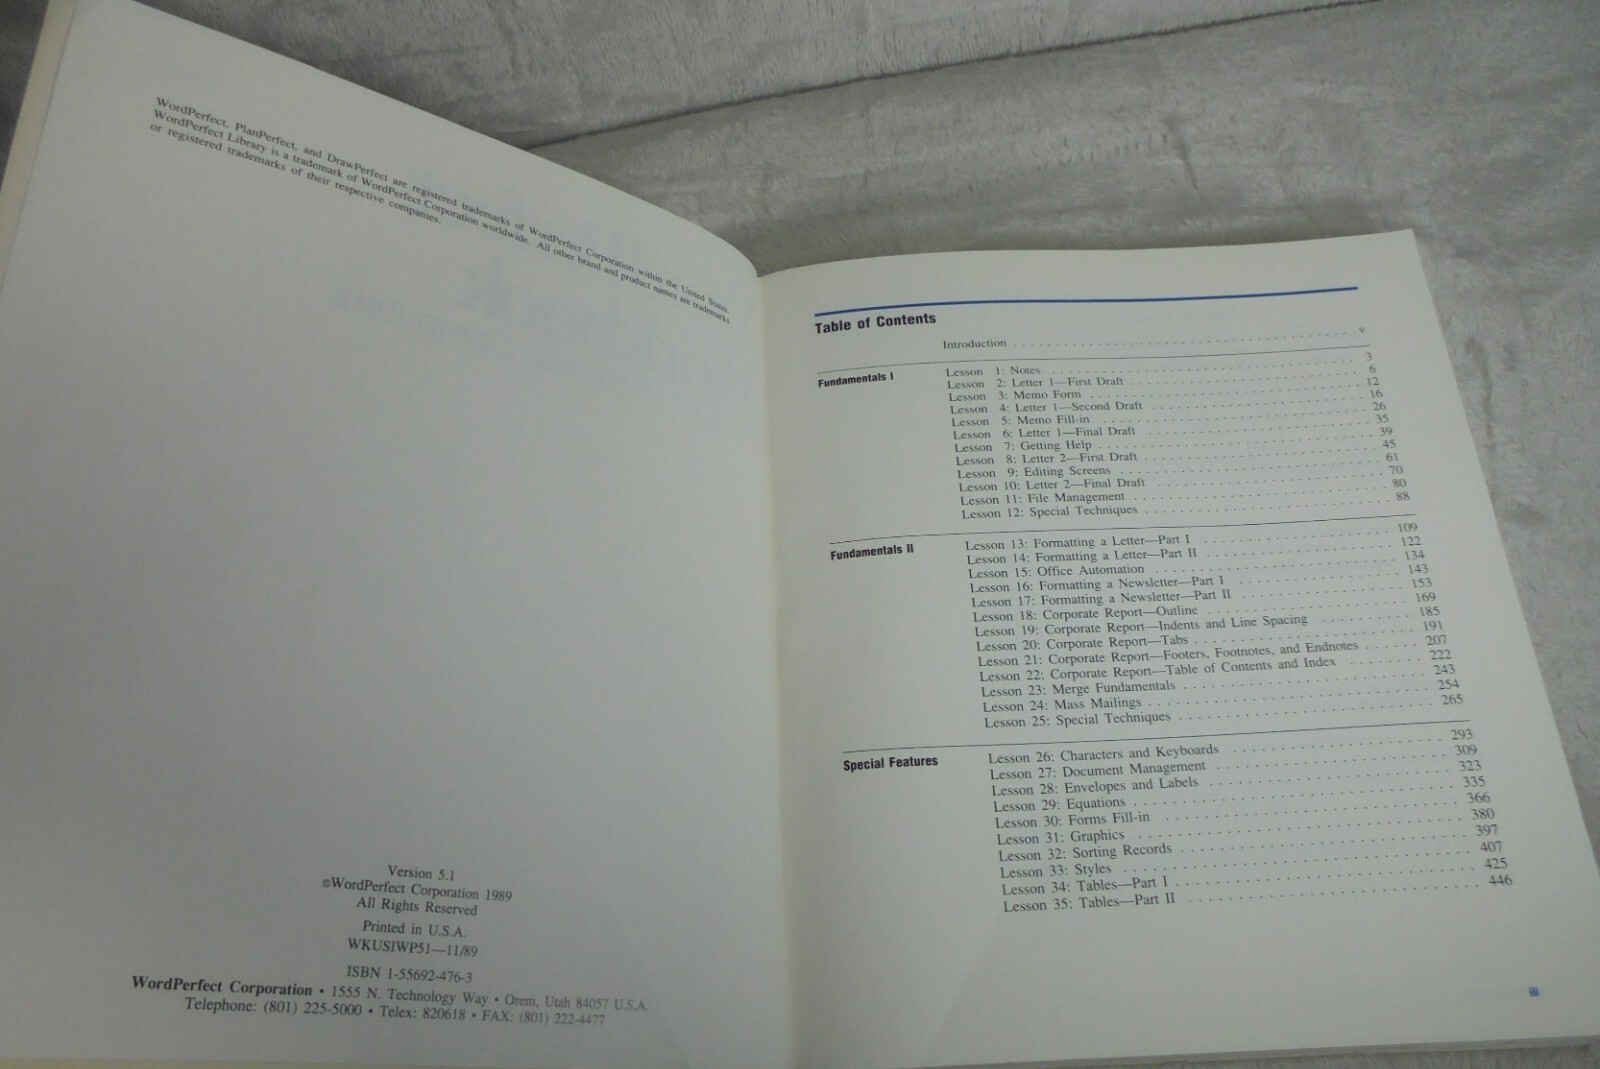 WordPerfect, PlanPerfect, and DrawPerfect are registered trademarks of WordPerfect Corporation within the United States.
WordPerfect Library is a trademark of WordPerfect Corporation worldwide. All other brand and product names are trademarks
or registered trademarks of their respective companies.
Version 5.1
©WordPerfect Corporation 1989
All Rights Reserved
Printed in U.S.A.
WKUSIWP51—11/89
ISBN 1-55692-476-3
WordPerfect Corporation • 1555 N. Technology Way • Orem, Utah 84057 U.S.A.
Telephone: (801) 225-5000 • Telex: 820618 • FAX: (801) 222-4477
Table of Contents
Introduction . . . . . v
Fundamentals I
Lesson 1: Notes . . . . . 3
Lesson 2: Letter 1—First Draft . . . . . 6
Lesson 3: Memo Form . . . . . 12
Lesson 4: Letter 1—Second Draft . . . . . 16
Lesson 5: Memo Fill-in . . . . . 26
Lesson 6: Letter 1—Final Draft . . . . . 35
Lesson 7: Getting Help . . . . . 39
Lesson 8: Letter 2—First Draft . . . . . 45
Lesson 9: Editing Screens . . . . . 61
Lesson 10: Letter 2—Final Draft . . . . . 70
Lesson 11: File Management . . . . . 80
Lesson 12: Special Techniques . . . . . 88
Fundamentals II
Lesson 13: Formatting a Letter—Part I . . . . . 109
Lesson 14: Formatting a Letter—Part II . . . . . 122
Lesson 15: Office Automation . . . . . 134
Lesson 16: Formatting a Newsletter—Part I . . . . . 143
Lesson 17: Formatting a Newsletter—Part II . . . . . 153
Lesson 18: Corporate Report—Outline . . . . . 169
Lesson 19: Corporate Report—Indents and Line Spacing . . . . . 185
Lesson 20: Corporate Report—Tabs . . . . . 191
Lesson 21: Corporate Report—Footers, Footnotes, and Endnotes . . . . . 207
Lesson 22: Corporate Report—Table of Contents and Index . . . . . 222
Lesson 23: Merge Fundamentals . . . . . 243
Lesson 24: Mass Mailings . . . . . 254
Lesson 25: Special Techniques . . . . . 265
Special Features
Lesson 26: Characters and Keyboards . . . . . 293
Lesson 27: Document Management . . . . . 309
Lesson 28: Envelopes and Labels . . . . . 323
Lesson 29: Equations . . . . . 335
Lesson 30: Forms Fill-in . . . . . 366
Lesson 31: Graphics . . . . . 380
Lesson 32: Sorting Records . . . . . 397
Lesson 33: Styles . . . . . 407
Lesson 34: Tables—Part I . . . . . 425
Lesson 35: Tables—Part II . . . . . 446
iii